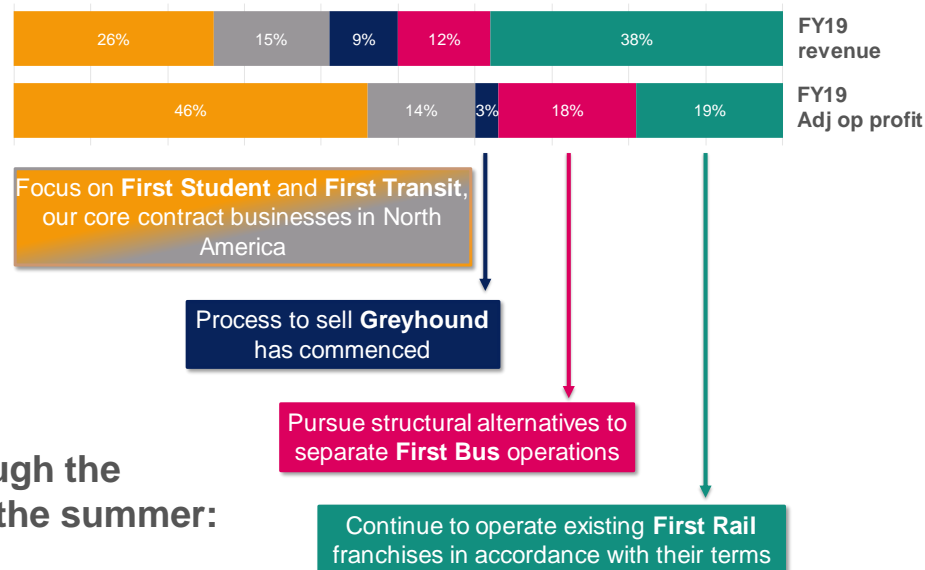 26% 15% 9% 12% 38%
FY19
revenue
46% 14% 3% 18% 19%
FY19
Adj op profit
Focus on First Student and First Transit,
our core contract businesses in North
America
Process to sell Greyhound
has commenced
Pursue structural alternatives to
separate First Bus operations
ugh the
the summer:
Continue to operate existing First Rail
franchises in accordance with their terms